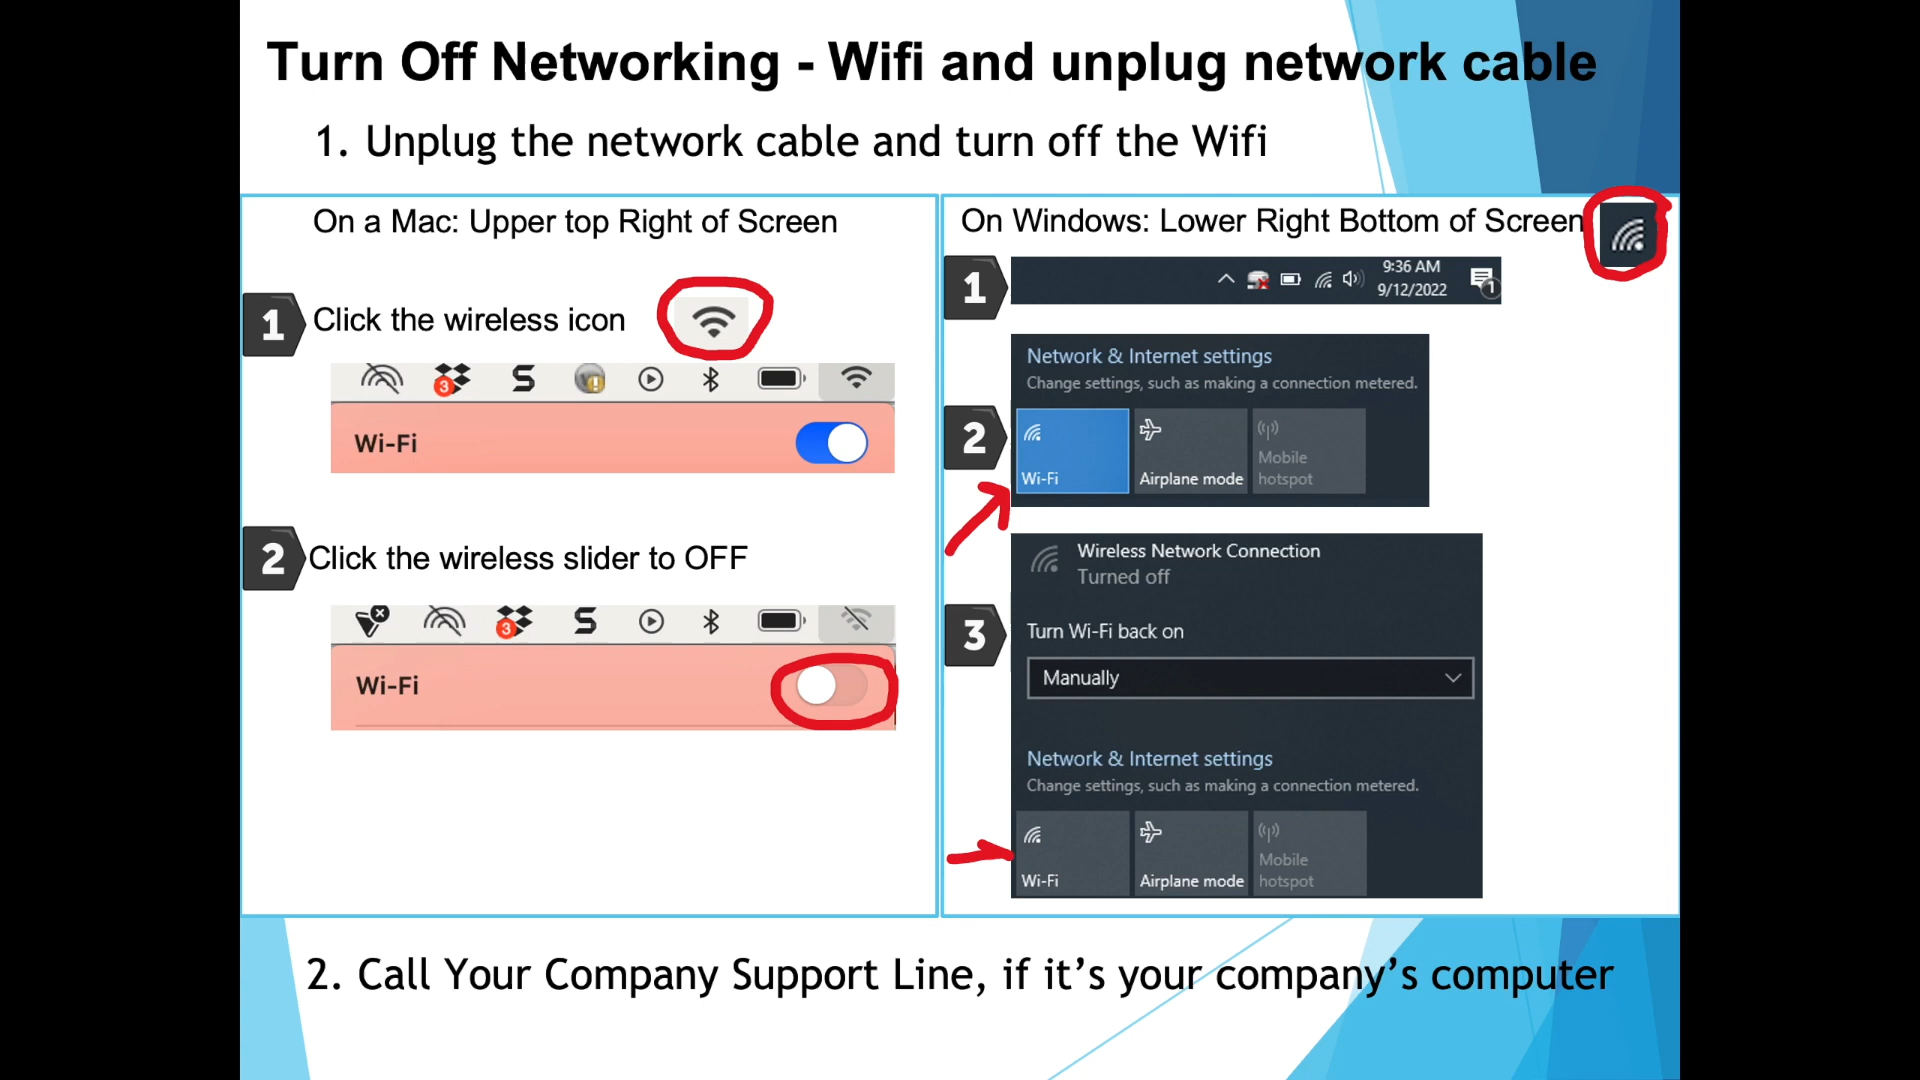 Turn Off Networking - Wifi and unplug network cable
1. Unplug the network cable and turn off the Wifi
On a Mac: Upper top Right of Screen
1 Click the wireless icon
3
Wi-Fi
2 Click the wireless slider to OFF
3
Wi-Fi
On Windows: Lower Right Bottom of Screen
1
9:36 AM
9/12/2022
1
Network & Internet settings
Change settings, such as making a connection metered.
2
Wi-Fi
Airplane mode
Mobile
hotspot
3
Wireless Network Connection
Turned off
Turn Wi-Fi back on
Manually
Network & Internet settings
Change settings, such as making a connection metered.
Wi-Fi
Airplane mode
Mobile
hotspot
2. Call Your Company Support Line, if it's your company's computer